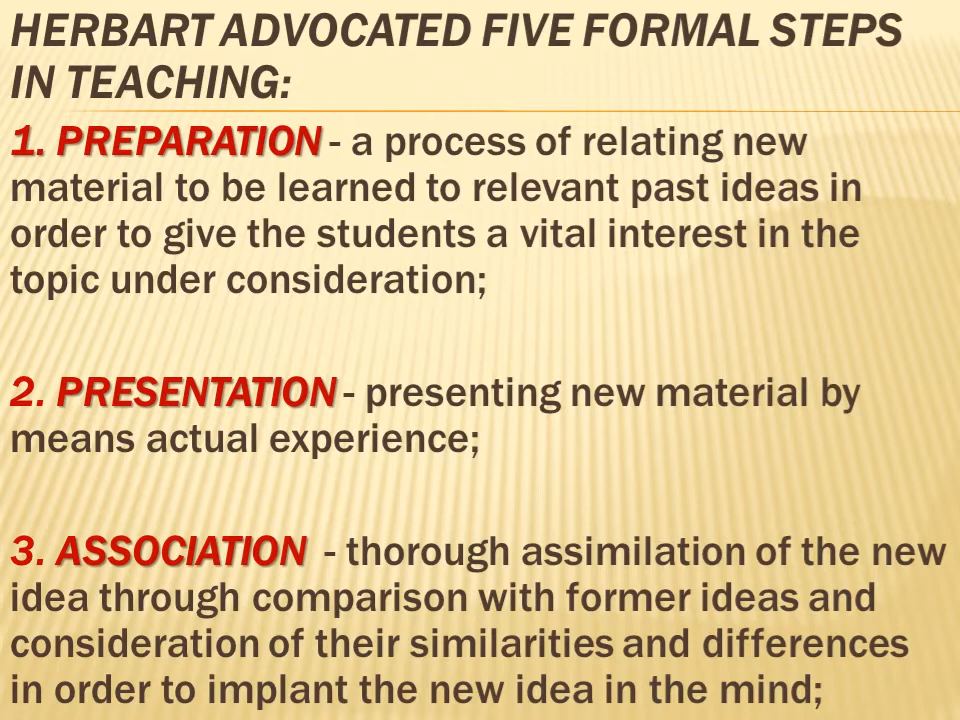 HERBART ADVOCATED FIVE FORMAL STEPS
IN TEACHING:
1. PREPARATION - a process of relating new
material to be learned to relevant past ideas in
order to give the students a vital interest in the
topic under consideration;
2. PRESENTATION - presenting new material by
means actual experience;
3. ASSOCIATION - thorough assimilation of the new
idea through comparison with former ideas and
consideration of their similarities and differences
in order to implant the new idea in the mind;